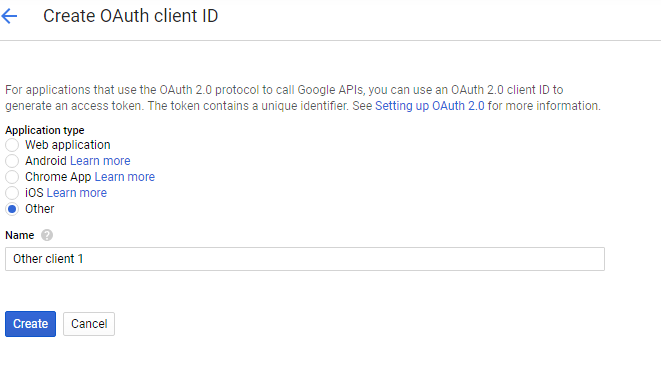 Create OAuth client ID
For applications that use the OAuth 2.0 protocol to call Google APIs, you can use an OAuth 2.0 client ID to
generate an access token. The token contains a unique identifier. See Setting up OAuth 2.0 for more information.
Application type
Web application
Android Learn more
Chrome App Learn more
iOS Learn more
Other
Name ?
Other client 1
Create Cancel